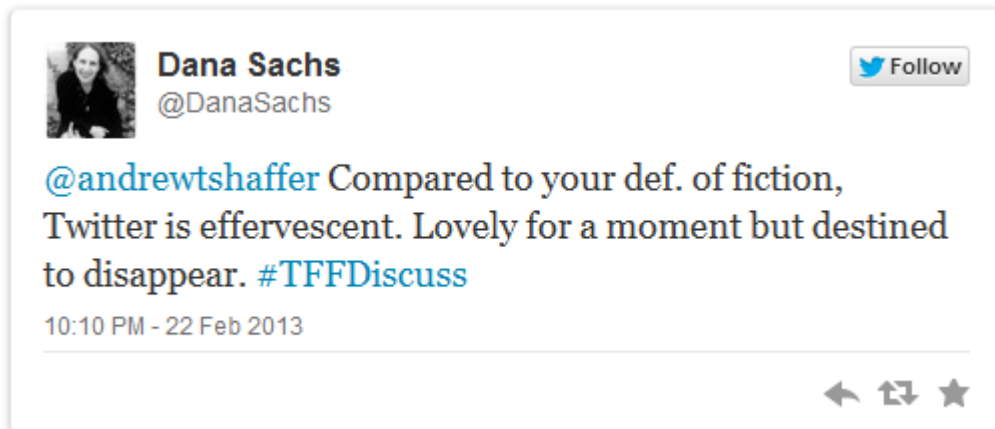 Dana Sachs
Follow
@DanaSachs
@andrewtshaffer Compared to your def. of fiction,
Twitter is effervescent. Lovely for a moment but destined
to disappear. #TFFDiscuss
10:10 PM - 22 Feb 2013